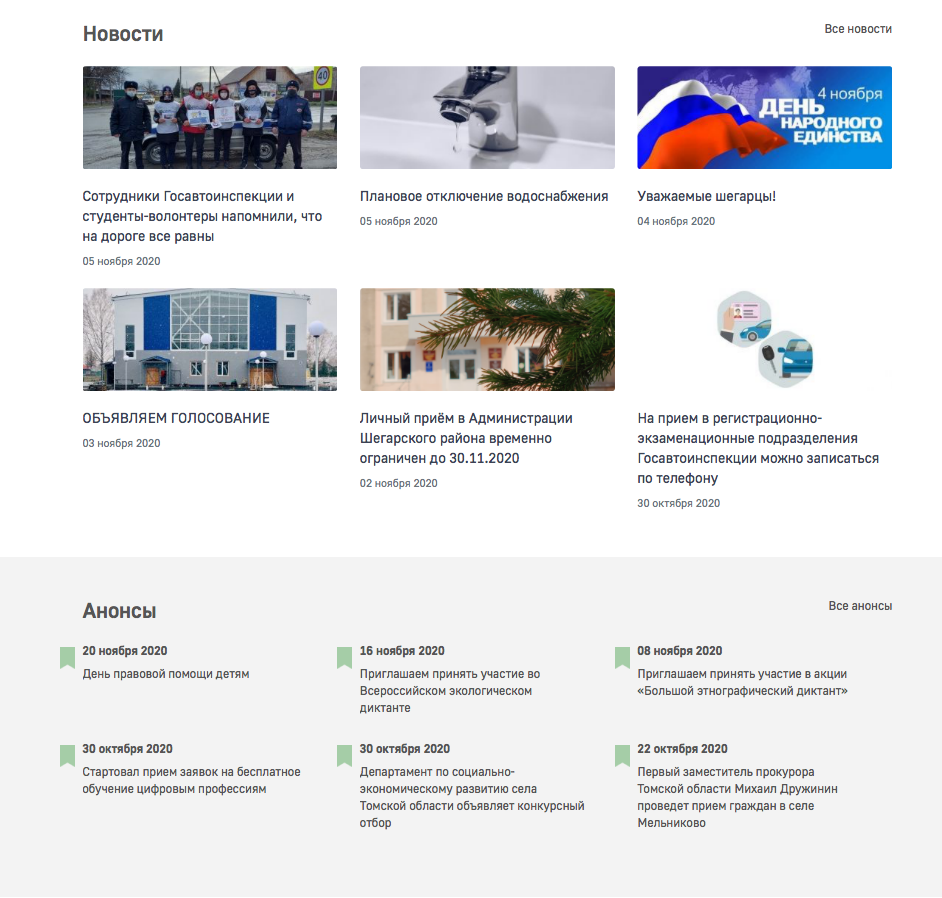 Новости
Все новости
40
4 ноября
ДЕНЬ
НАРОДНОГО
ЕДИНСТВА
Сотрудники Госавтоинспекции и
студенты-волонтеры напомнили, что
на дороге все равны
05 ноября 2020
Плановое отключение водоснабжения
05 ноября 2020
Уважаемые шегарцы!
04 ноября 2020
ОБЪЯВЛЯЕМ ГОЛОСОВАНИЕ
03 ноября 2020
Личный приём в Администрации
Шегарского района временно
ограничен до 30.11.2020
02 ноября 2020
На прием в регистрационно-
экзаменационные подразделения
Госавтоинспекции можно записаться
по телефону
30 октября 2020
Анонсы
Все анонсы
20 ноября 2020
День правовой помощи детям
16 ноября 2020
Приглашаем принять участие во
Всероссийском экологическом
диктанте
08 ноября 2020
Приглашаем принять участие в акции
«Большой этнографический диктант»
30 октября 2020
Стартовал прием заявок на бесплатное
обучение цифровым профессиям
30 октября 2020
Департамент по социально-
экономическому развитию села
Томской области объявляет конкурсный
отбор
22 октября 2020
Первый заместитель прокурора
Томской области Михаил Дружинин
проведет прием граждан в селе
Мельниково